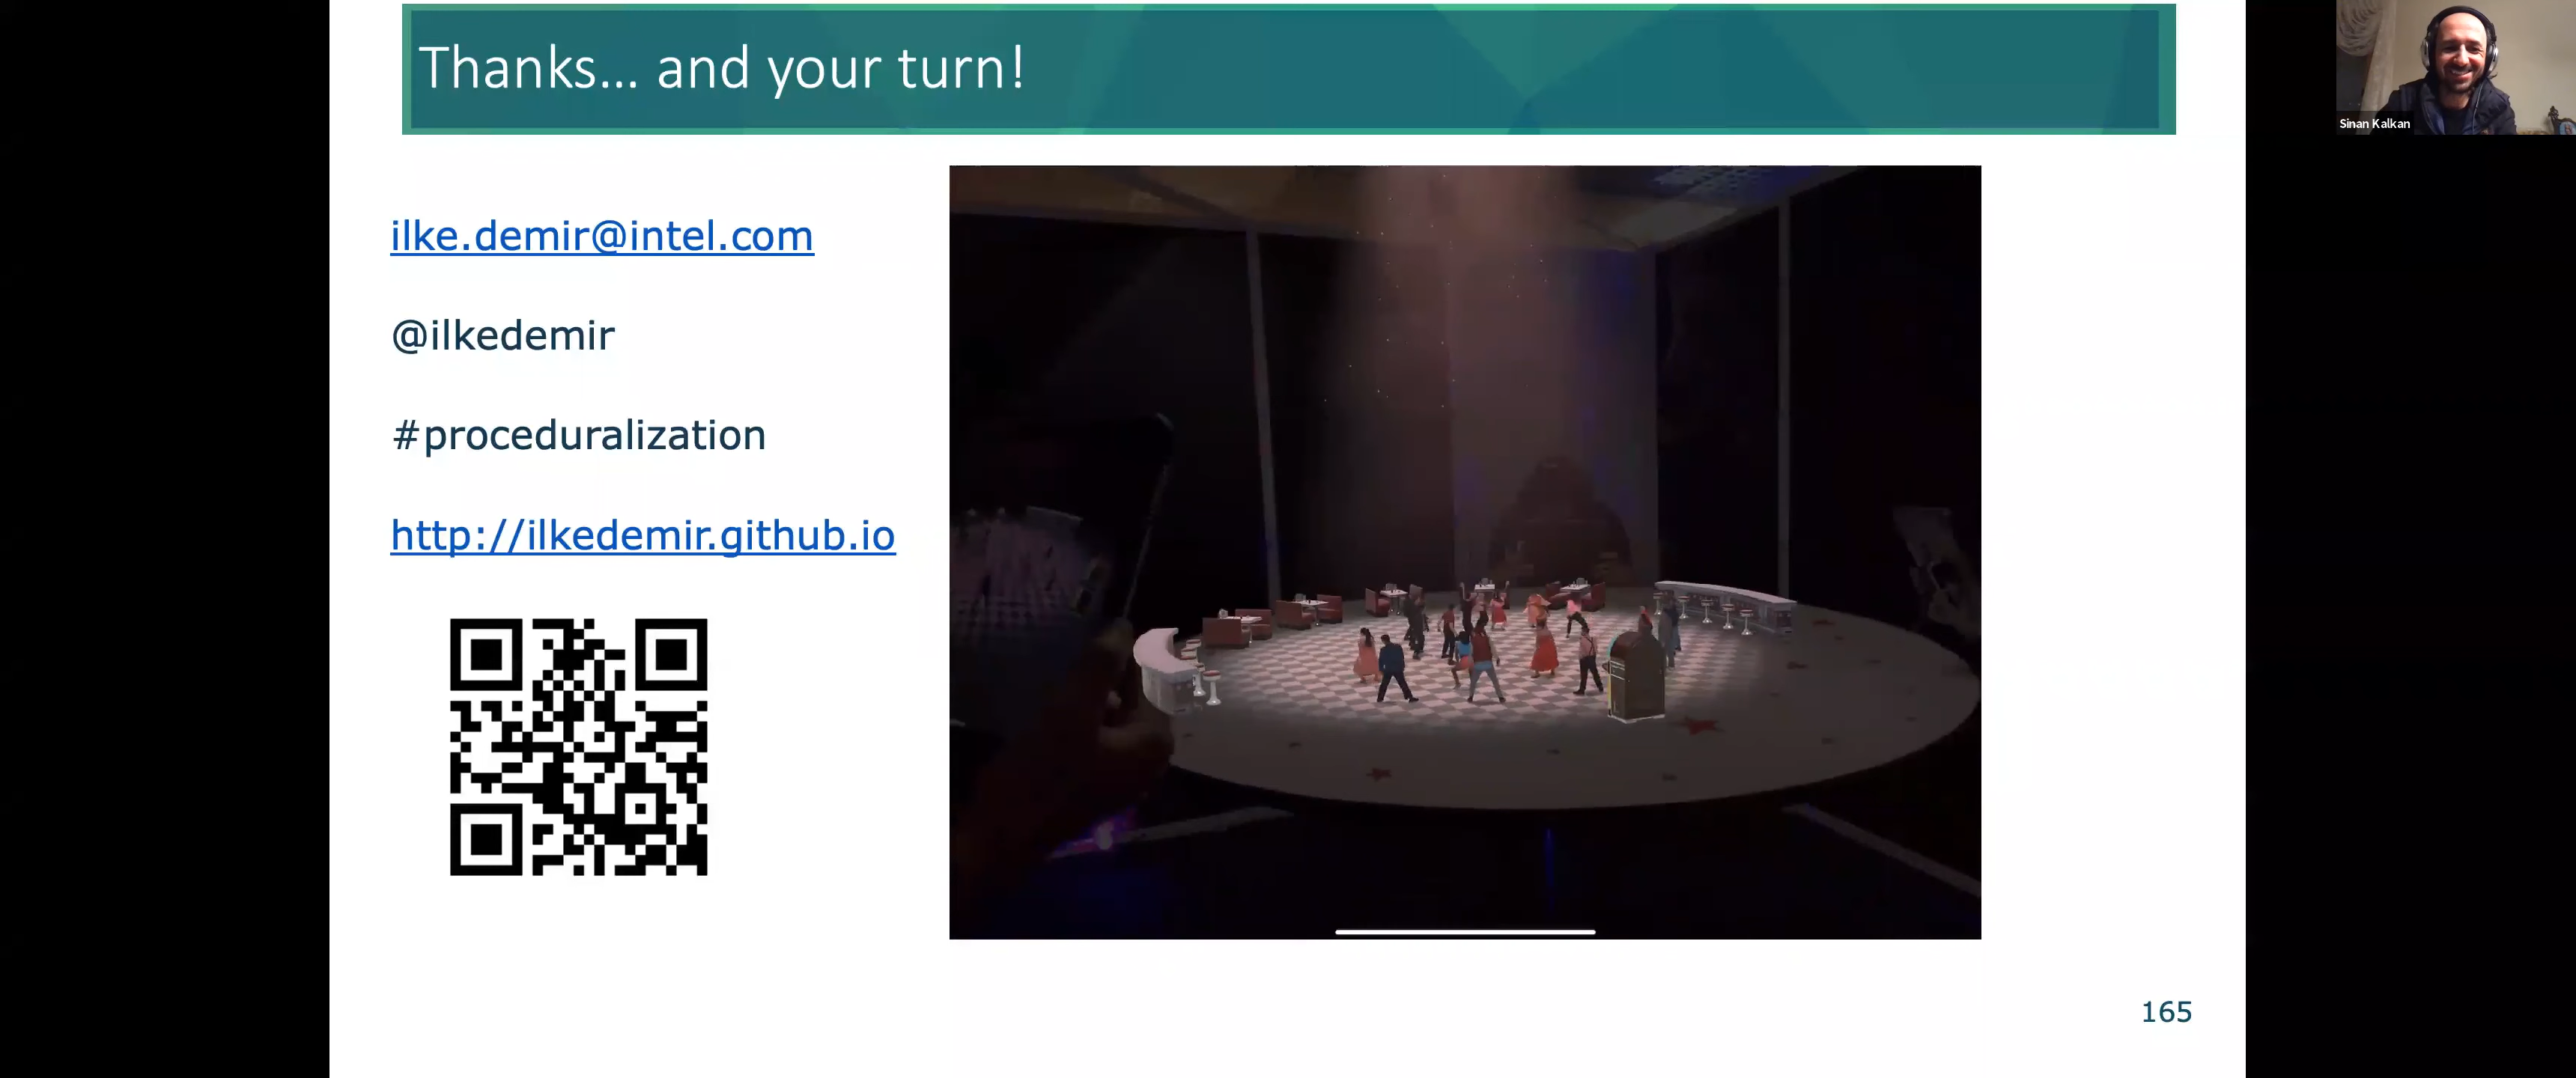 Thanks... and your turn!
Sinan Kalkan
ilke.demir@intel.com
@ilkedemir
#proceduralization
http://ilkedemir.github.io
165